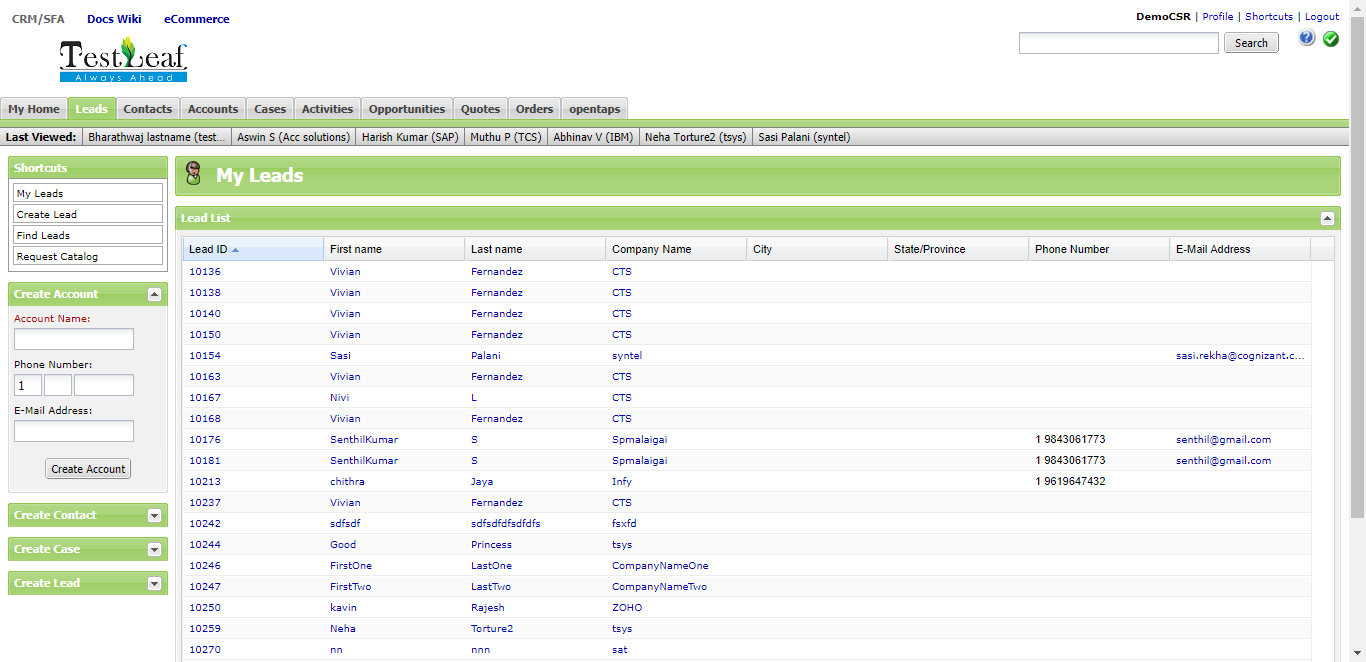 CRM/SFA Docs Wiki eCommerce
DemoCSR | Profile | Shortcuts | Logout
TestLeaf
Always Ahead
Search
My Home Leads Contacts Accounts Cases Activities Opportunities Quotes Orders opentaps
Last Viewed: Bharathwaj lastname (test... Aswin S (Acc solutions) Harish Kumar (SAP) Muthu P (TCS) Abhinav V (IBM) Neha Torture2 (tsys) Sasi Palani (syntel)
Shortcuts
My Leads
Create Lead
Find Leads
Request Catalog
Create Account
Account Name:
Phone Number:
1
E-Mail Address:
Create Account
Create Contact
Create Case
Create Lead
My Leads
Lead List
Lead ID First name Last name Company Name City State/Province Phone Number E-Mail Address
10136 Vivian Fernandez CTS
10138 Vivian Fernandez CTS
10140 Vivian Fernandez CTS
10150 Vivian Fernandez CTS
10154 Sasi Palani syntel sasi.rekha@cognizant.c...
10163 Vivian Fernandez CTS
10167 Nivi L CTS
10168 Vivian Fernandez CTS
10176 SenthilKumar S Spmalaigai 1 9843061773 senthil@gmail.com
10181 SenthilKumar S Spmalaigai 1 9843061773 senthil@gmail.com
10213 chithra Jaya Infy 1 9619647432
10237 Vivian Fernandez CTS
10242 sdfsdf sdfsdfdfsdfdfs fsxfd
10244 Good Princess tsys
10246 FirstOne LastOne CompanyNameOne
10247 FirstTwo LastTwo CompanyNameTwo
10250 kavin Rajesh ZOHO
10259 Neha Torture2 tsys
10270 nn nnn sat